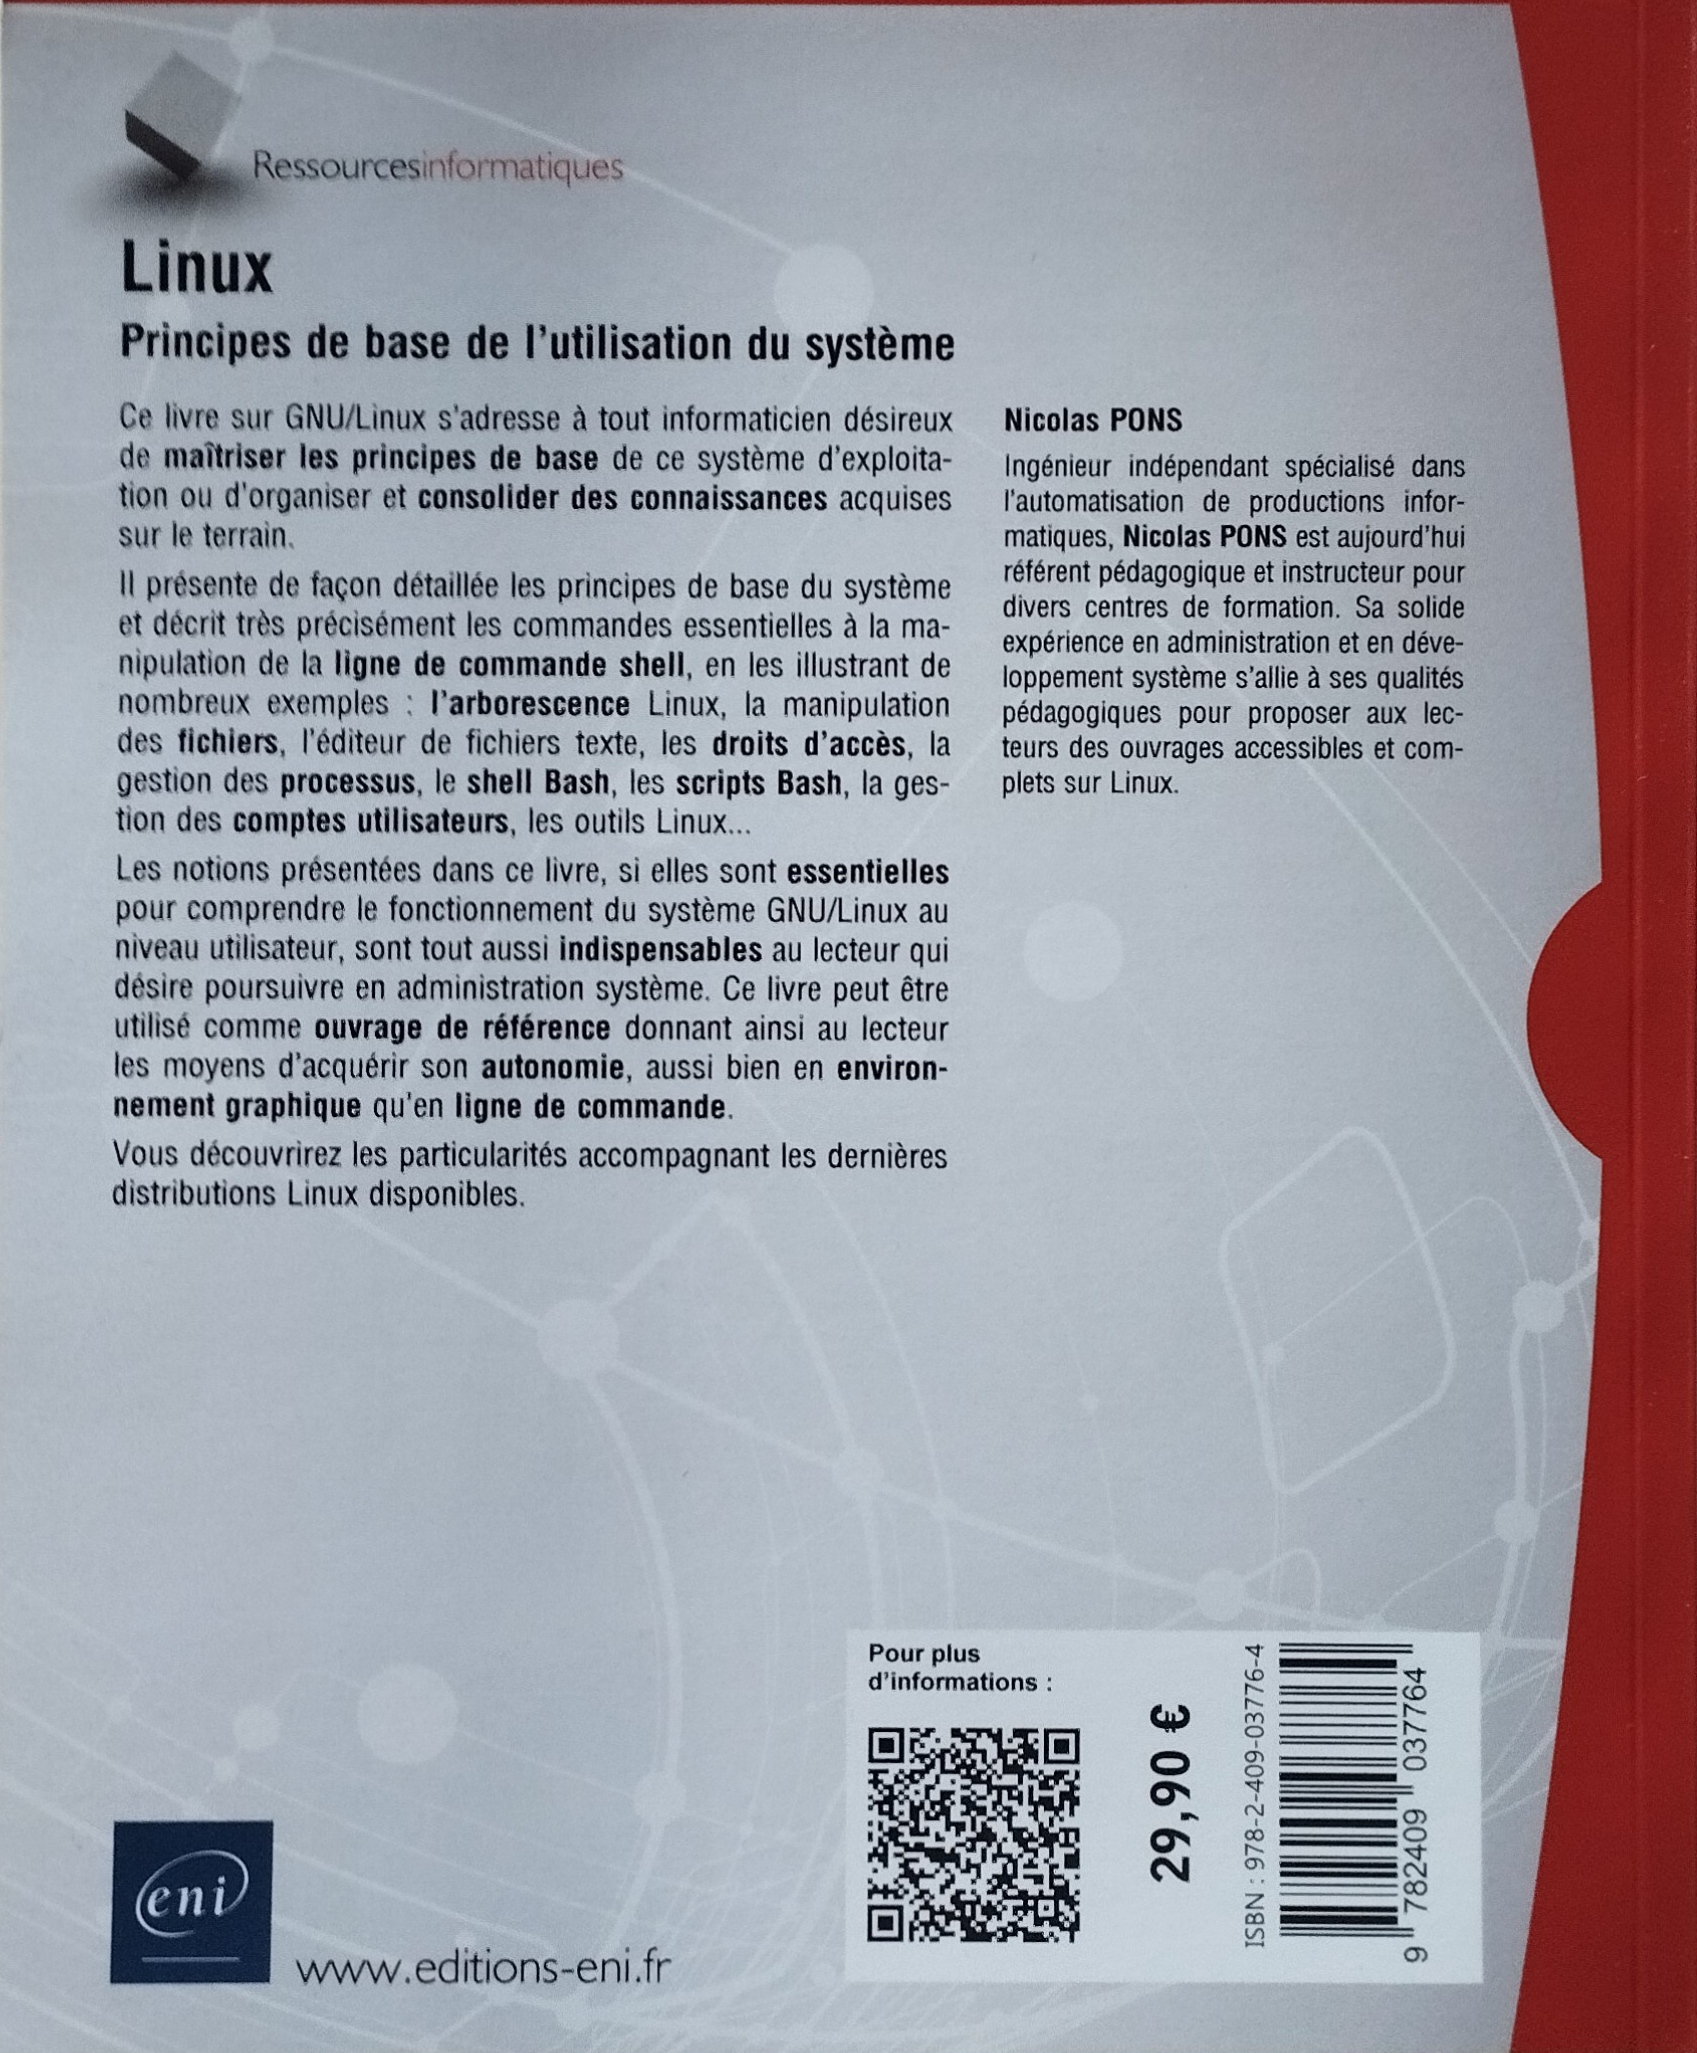 Ressourcesinformatiques
Linux
Principes de base de l'utilisation du système
Ce livre sur GNU/Linux s'adresse à tout informaticien désireux
de maîtriser les principes de base de ce système d'exploita-
tion ou d'organiser et consolider des connaissances acquises
sur le terrain.
Il présente de façon détaillée les principes de base du système
et décrit très précisément les commandes essentielles à la ma-
nipulation de la ligne de commande shell, en les illustrant de
nombreux exemples : l'arborescence Linux, la manipulation
des fichiers, l'éditeur de fichiers texte, les droits d'accès, la
gestion des processus, le shell Bash, les scripts Bash, la ges-
tion des comptes utilisateurs, les outils Linux...
Les notions présentées dans ce livre, si elles sont essentielles
pour comprendre le fonctionnement du système GNU/Linux au
niveau utilisateur, sont tout aussi indispensables au lecteur qui
désire poursuivre en administration système. Ce livre peut être
utilisé comme ouvrage de référence donnant ainsi au lecteur
les moyens d'acquérir son autonomie, aussi bien en environ-
nement graphique qu'en ligne de commande.
Vous découvrirez les particularités accompagnant les dernières
distributions Linux disponibles.
Nicolas PONS
Ingénieur indépendant spécialisé dans
l'automatisation de productions infor-
matiques, Nicolas PONS est aujourd'hui
référent pédagogique et instructeur pour
divers centres de formation. Sa solide
expérience en administration et en déve-
loppement système s'allie à ses qualités
pédagogiques pour proposer aux lec-
teurs des ouvrages accessibles et com-
plets sur Linux.
Pour plus
d'informations :
29,90 €
ISBN : 978-2-409-03776-4
9 782409 037764
eni
www.editions-eni.fr